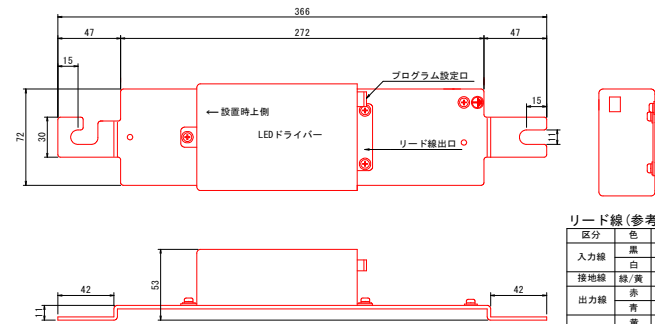 366
47 272 47
15
プログラム設定口
←設置時上側
LEDドライバー
リード線出口
15
11
72
30
53
42
42
11
リード線(参考
区分 色
入力線 黒
白
接地線 緑/黄
出力線 赤
青
黄